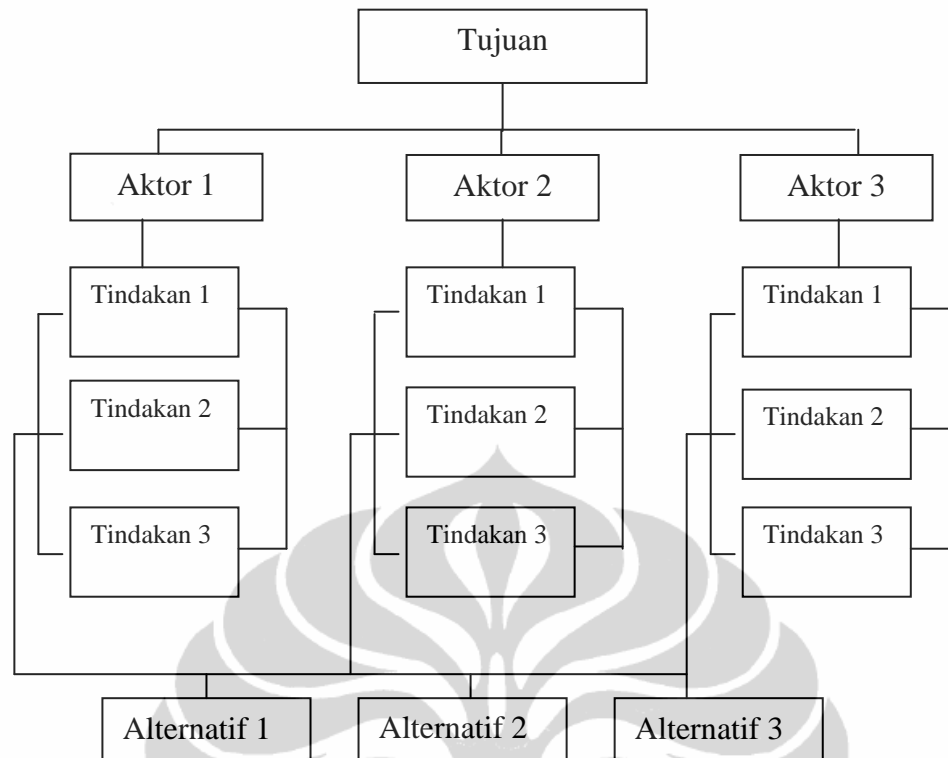 Tujuan
Aktor 1 Aktor 2 Aktor 3
Tindakan 1 Tindakan 1 Tindakan 1
Tindakan 2 Tindakan 2 Tindakan 2
Tindakan 3 Tindakan 3 Tindakan 3
Alternatif 1 Alternatif 2 Alternatif 3